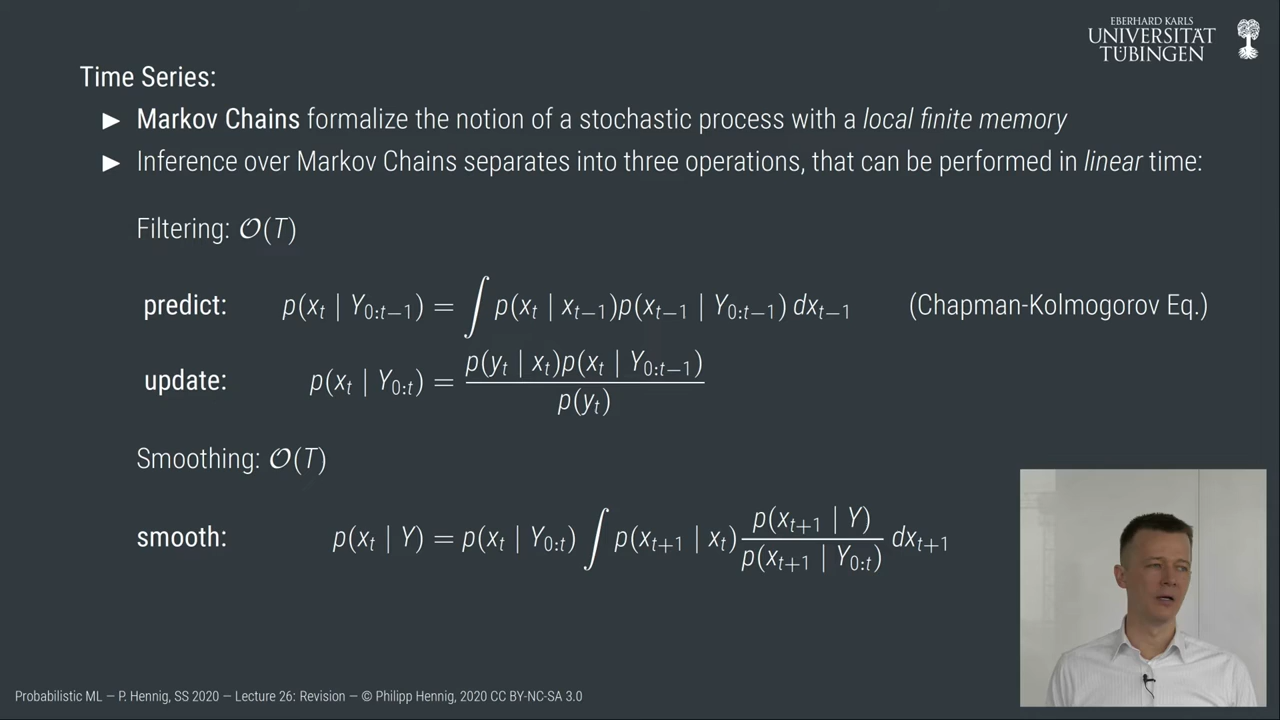 EBERHARD KARLS
UNIVERSITÄT
TÜBINGEN
Time Series:
▶ Markov Chains formalize the notion of a stochastic process with a local finite memory
▶ Inference over Markov Chains separates into three operations, that can be performed in linear time:
Filtering: 𝒪(T)
predict: p(x_t | Y_{0:t−1}) = ∫ p(x_t | x_{t−1})p(x_{t−1} | Y_{0:t−1}) dx_{t−1} (Chapman-Kolmogorov Eq.)
update: p(x_t | Y_{0:t}) = \frac{p(y_t | x_t)p(x_t | Y_{0:t−1})}{p(y_t)}
Smoothing: 𝒪(T)
smooth: p(x_t | Y) = p(x_t | Y_{0:t}) ∫ p(x_{t+1} | x_t) \frac{p(x_{t+1} | Y)}{p(x_{t+1} | Y_{0:t})} dx_{t+1}
Probabilistic ML — P. Hennig, SS 2020 — Lecture 26: Revision — © Philipp Hennig, 2020 CC BY-NC-SA 3.0